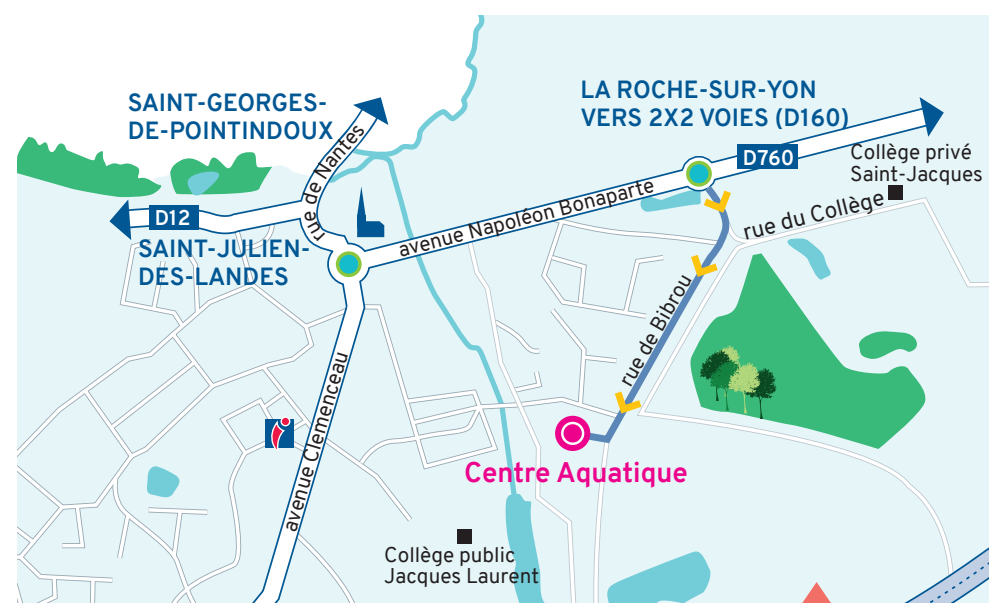 SAINT-GEORGES-
DE-POINTINDOUX
rue de Nantes
LA ROCHE-SUR-YON
VERS 2X2 VOIES (D160)
D760
Collège privé
Saint-Jacques
D12
SAINT-JULIEN-
DES-LANDES
avenue Napoléon Bonaparte
rue du Collège
rue de Bibrou
avenue Clemenceau
Centre Aquatique
Collège public
Jacques Laurent